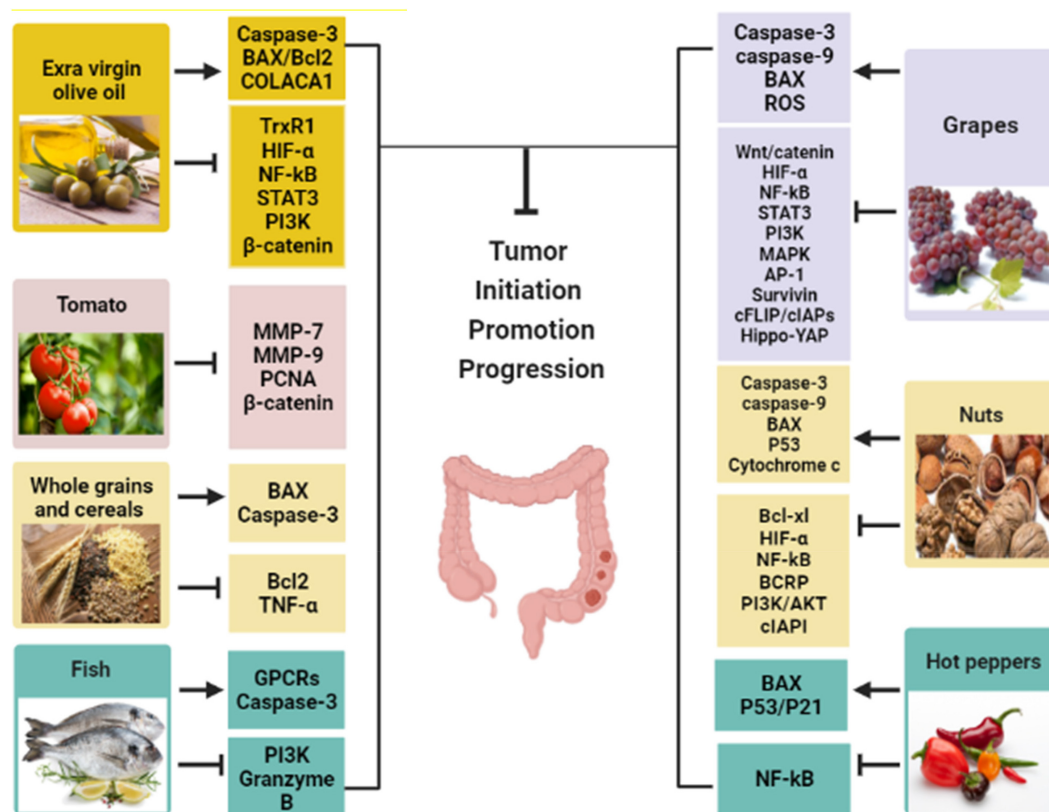 Exra virgin
olive oil
Caspase-3
BAX/Bcl2
COLACA1
TrxR1
HIF-α
NF-kB
STAT3
PI3K
β-catenin
Tomato
MMP-7
MMP-9
PCNA
β-catenin
Whole grains
and cereals
BAX
Caspase-3
Bcl2
TNF-α
Fish
GPCRs
Caspase-3
PI3K
Granzyme
B
Tumor
Initiation
Promotion
Progression
Caspase-3
caspase-9
BAX
ROS
Grapes
Wnt/catenin
HIF-α
NF-kB
STAT3
PI3K
MAPK
AP-1
Survivin
cFLIP/cIAPs
Hippo-YAP
Caspase-3
caspase-9
BAX
P53
Cytochrome c
Nuts
Bcl-xl
HIF-α
NF-kB
BCRP
PI3K/AKT
cIAPI
BAX
P53/P21
Hot peppers
NF-kB